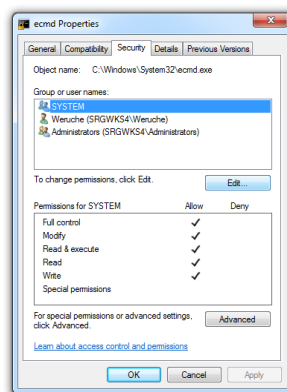 ecmd Properties
General Compatibility Security Details Previous Versions
Object name: C:\Windows\System32\ecmd.exe
Group or user names:
SYSTEM
Weruche (SRGWKS4\Weruche)
Administrators (SRGWKS4\Administrators)
To change permissions, click Edit.
Edit...
Permissions for SYSTEM Allow Deny
Full control
Modify
Read & execute
Read
Write
Special permissions
For special permissions or advanced settings,
click Advanced.
Advanced
Learn about access control and permissions
OK Cancel Apply